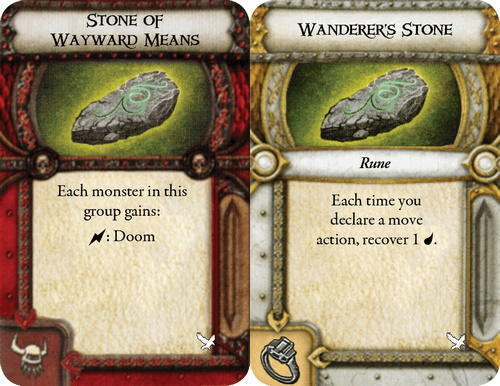 Stone of
Wayward Means
Each monster in this
group gains:
: Doom
Wanderer's Stone
Rune
Each time you
declare a move
action, recover 1 .